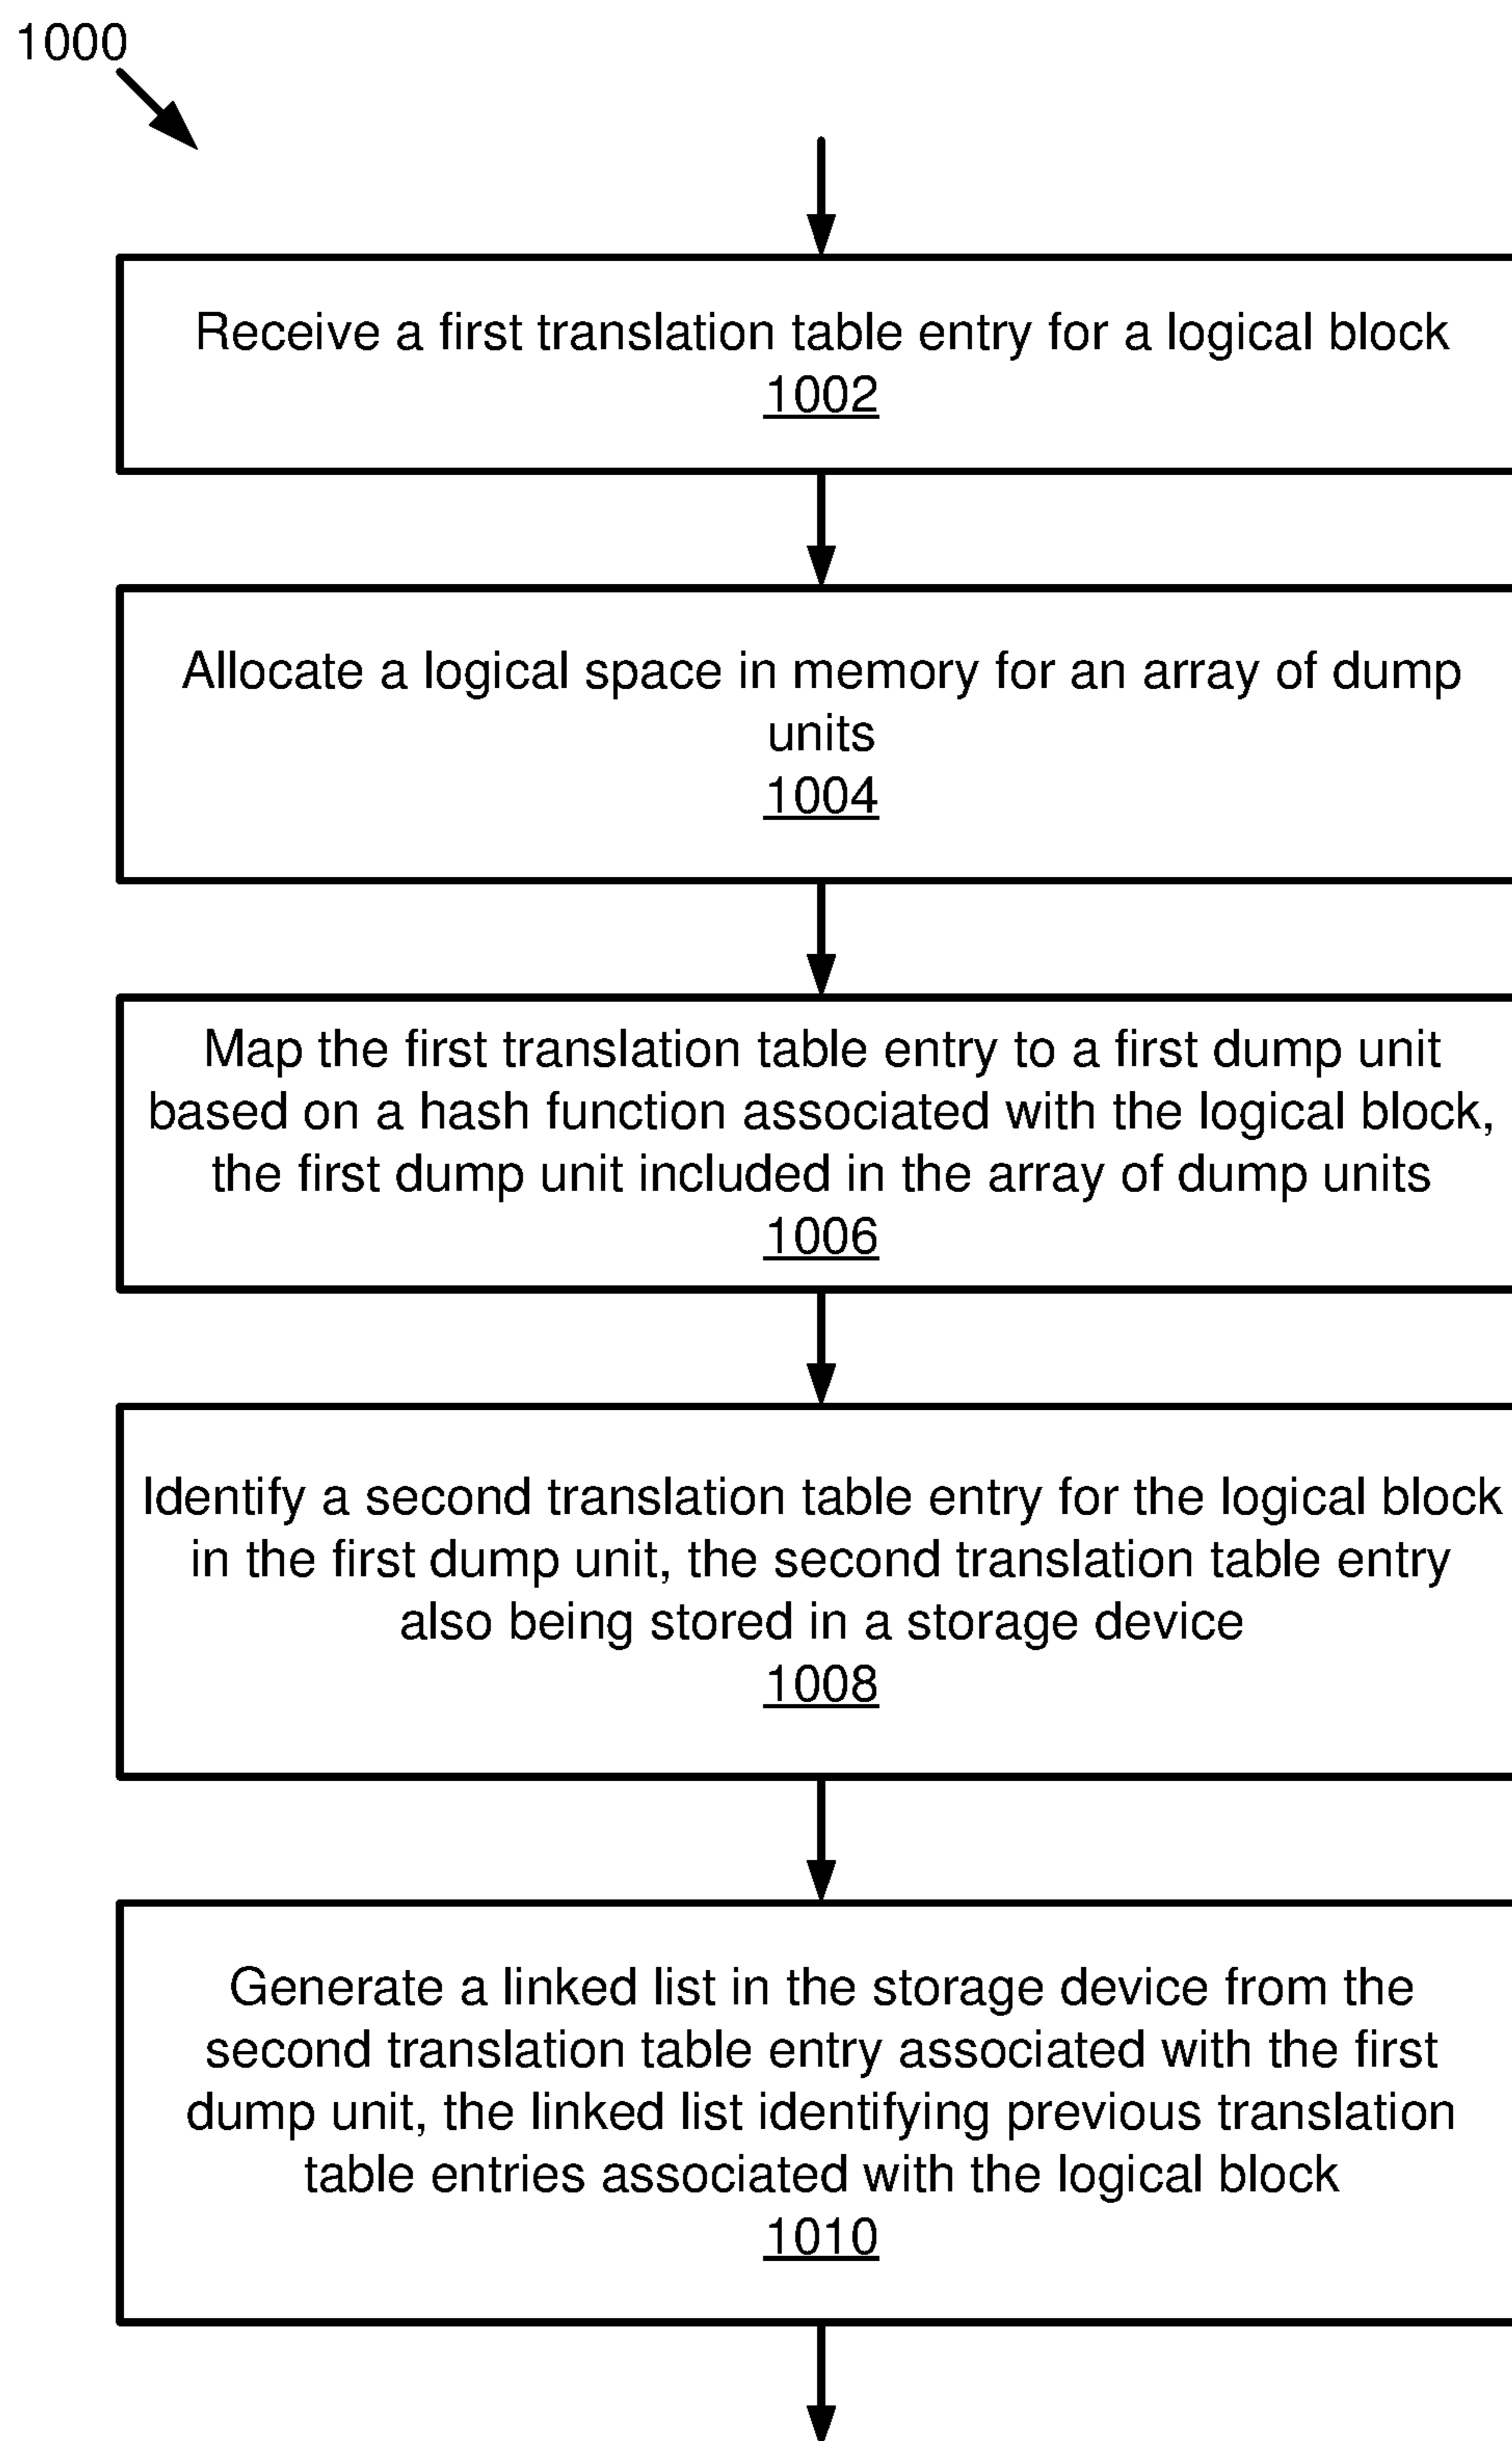 1000
Receive a first translation table entry for a logical block
1002
Allocate a logical space in memory for an array of dump
units
1004
Map the first translation table entry to a first dump unit
based on a hash function associated with the logical block,
the first dump unit included in the array of dump units
1006
Identify a second translation table entry for the logical block
in the first dump unit, the second translation table entry
also being stored in a storage device
1008
Generate a linked list in the storage device from the
second translation table entry associated with the first
dump unit, the linked list identifying previous translation
table entries associated with the logical block
1010